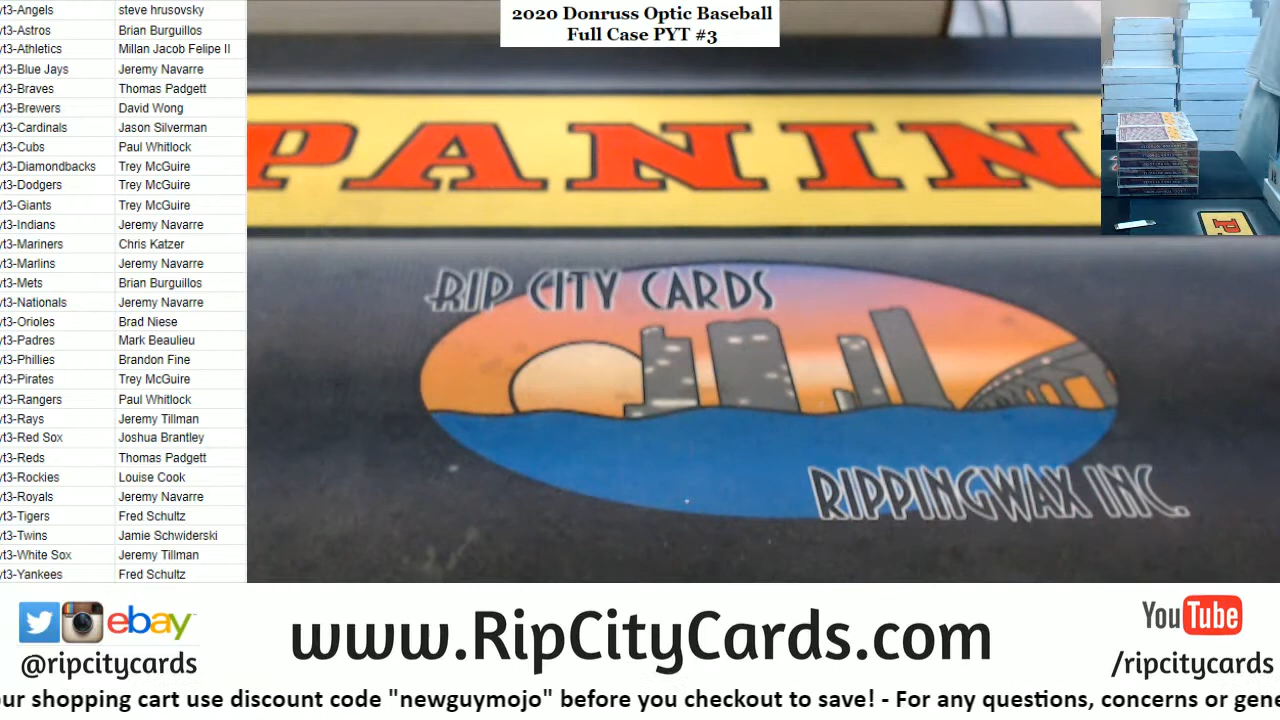 2020 Donruss Optic Baseball
Full Case PYT #3
yt3-Angels steve hrusovsky
yt3-Astros Brian Burguillos
yt3-Athletics Millan Jacob Felipe II
yt3-Blue Jays Jeremy Navarre
yt3-Braves Thomas Padgett
yt3-Brewers David Wong
yt3-Cardinals Jason Silverman
yt3-Cubs Paul Whitlock
yt3-Diamondbacks Trey McGuire
yt3-Dodgers Trey McGuire
yt3-Giants Trey McGuire
yt3-Indians Jeremy Navarre
yt3-Mariners Chris Katzer
yt3-Marlins Jeremy Navarre
yt3-Mets Brian Burguillos
yt3-Nationals Jeremy Navarre
yt3-Orioles Brad Niese
yt3-Padres Mark Beaulieu
yt3-Phillies Brandon Fine
yt3-Pirates Trey McGuire
yt3-Rangers Paul Whitlock
yt3-Rays Jeremy Tillman
yt3-Red Sox Joshua Brantley
yt3-Reds Thomas Padgett
yt3-Rockies Louise Cook
yt3-Royals Jeremy Navarre
yt3-Tigers Fred Schultz
yt3-Twins Jamie Schwiderski
yt3-White Sox Jeremy Tillman
yt3-Yankees Fred Schultz
PANIN
RIP CITY CARDS
RIPPINGWAX INC.
P.
ebay
@ripcitycards
www.RipCityCards.com
YouTube
/ripcitycards
our shopping cart use discount code "newguymojo" before you checkout to save! - For any questions, concerns or gene